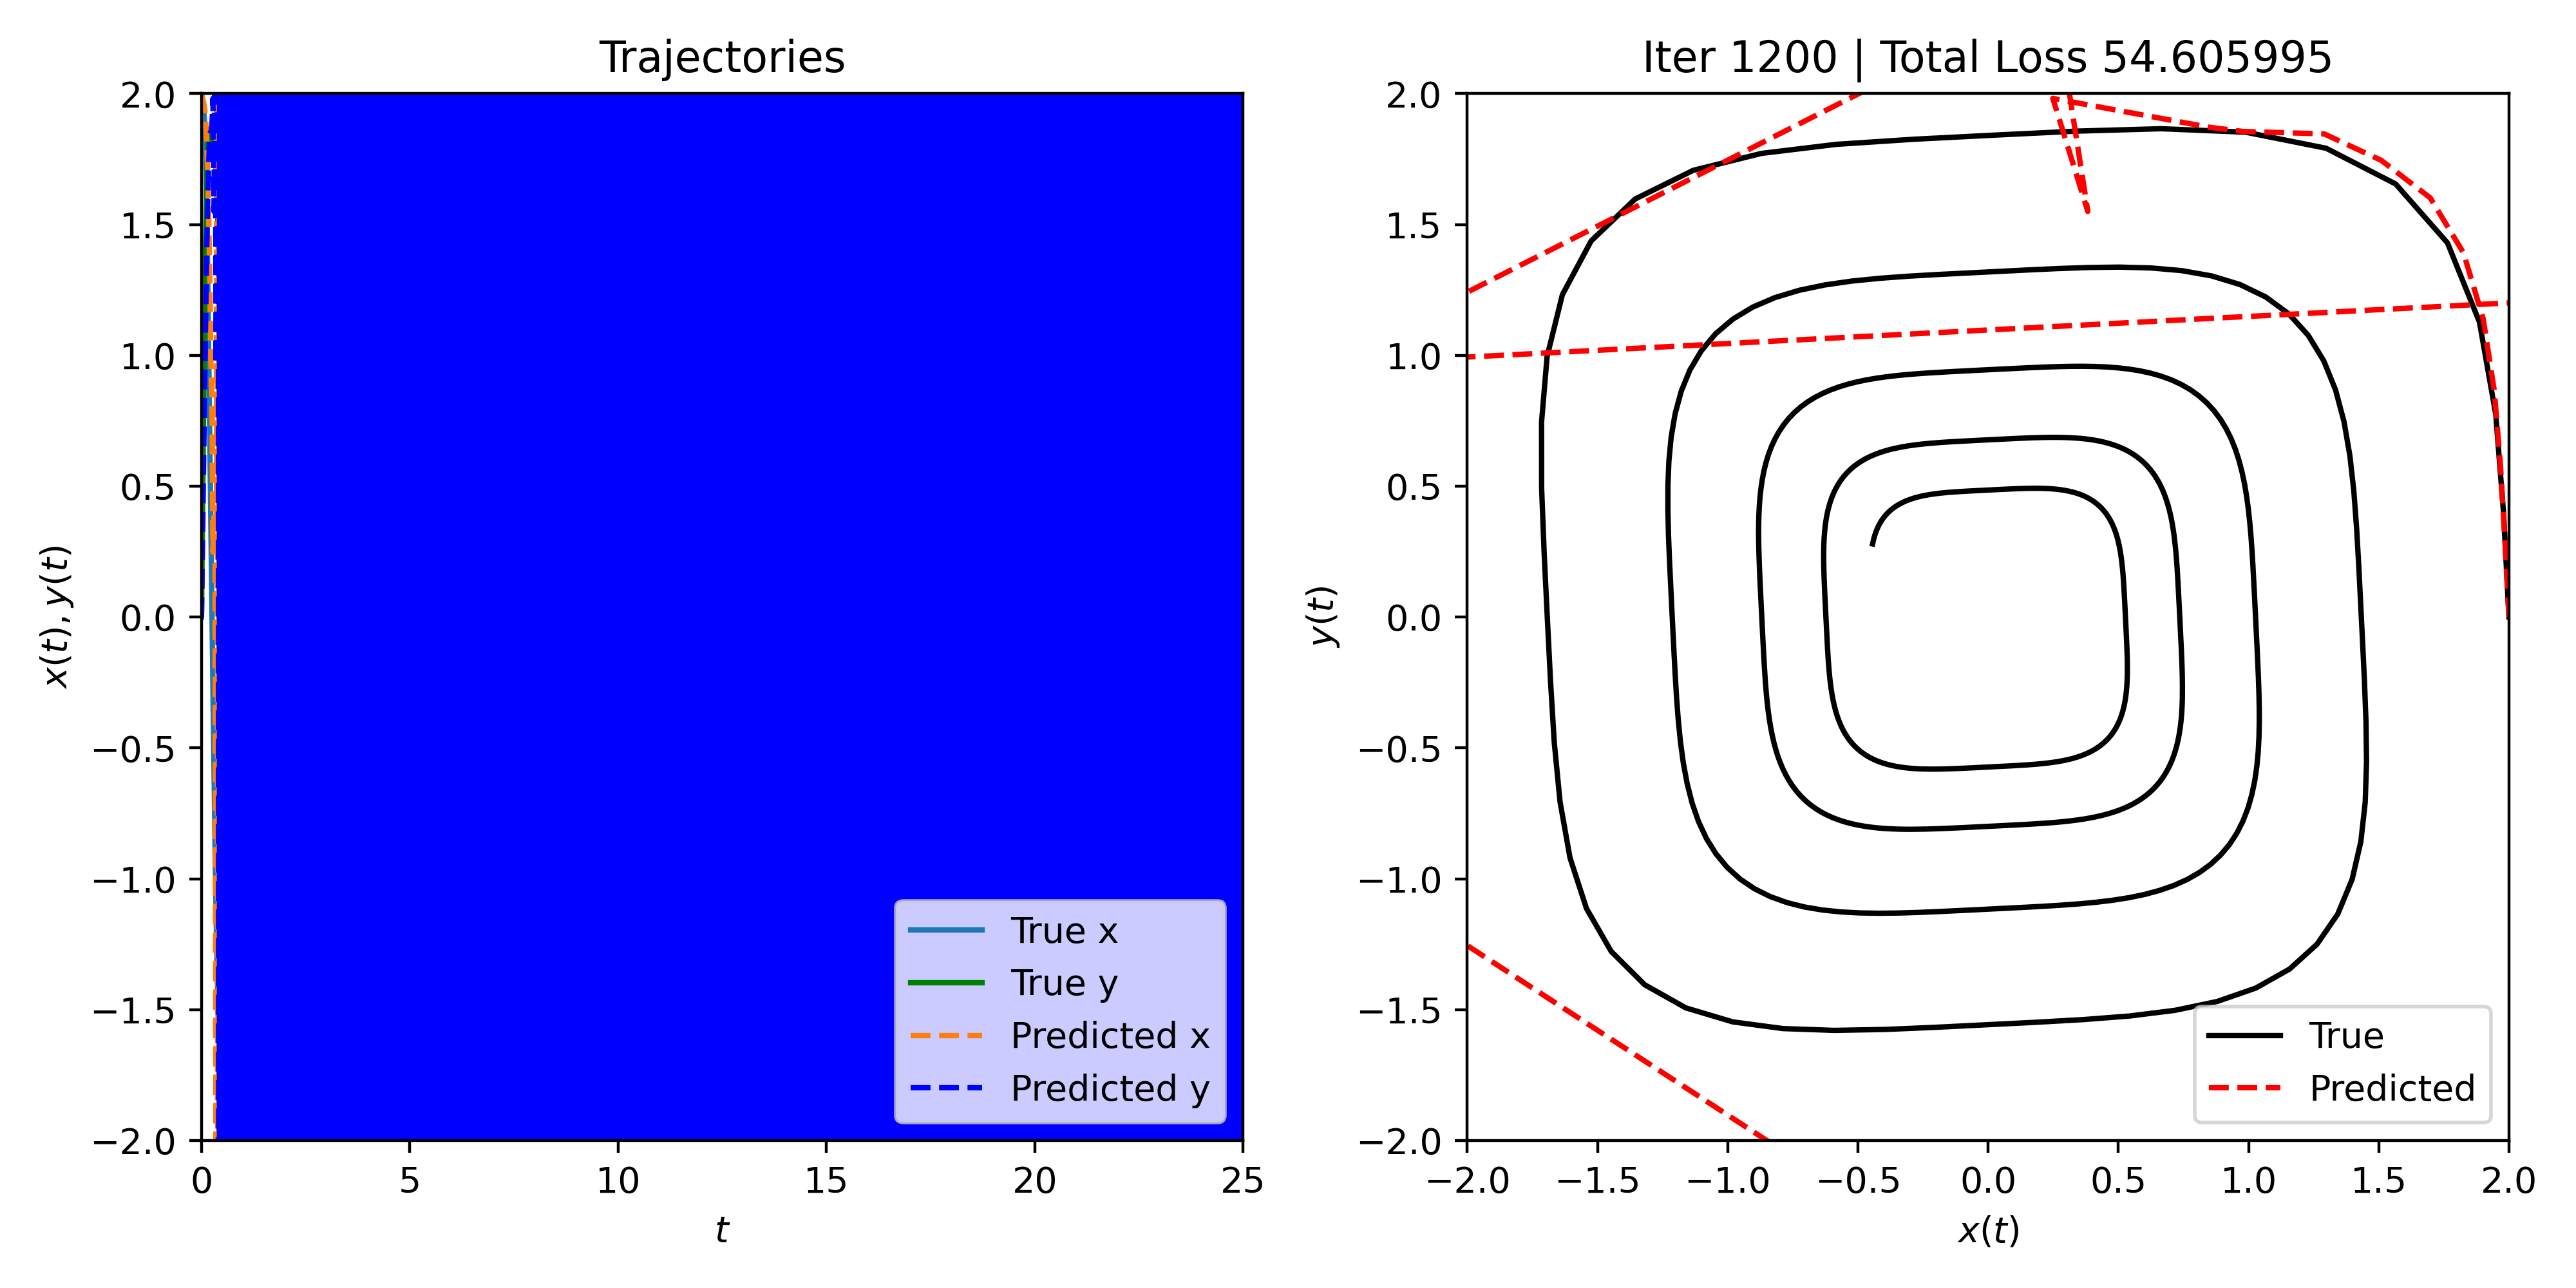 Trajectories
2.0
1.5
1.0
0.5
0.0
−0.5
−1.0
−1.5
−2.0
x(t), y(t)
0 5 10 15 20 25
t
True x
True y
Predicted x
Predicted y
Iter 1200 | Total Loss 54.605995
2.0
1.5
1.0
0.5
0.0
−0.5
−1.0
−1.5
−2.0
y(t)
−2.0 −1.5 −1.0 −0.5 0.0 0.5 1.0 1.5 2.0
x(t)
True
Predicted